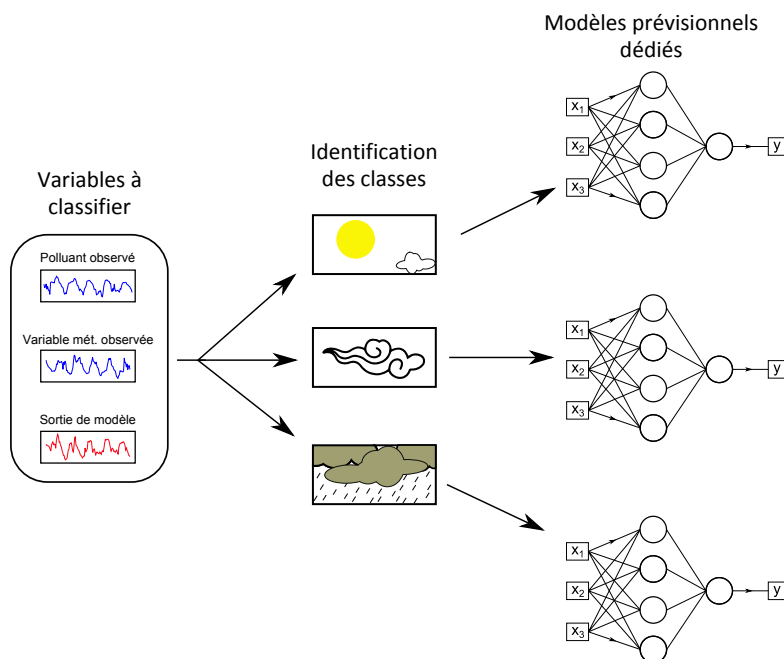 Modèles prévisionnels
dédiés
Identification
des classes
Variables à
classifier
Polluant observé
Variable mét. observée
Sortie de modèle
x1
x2
x3
y
x1
x2
x3
y
x1
x2
x3
y